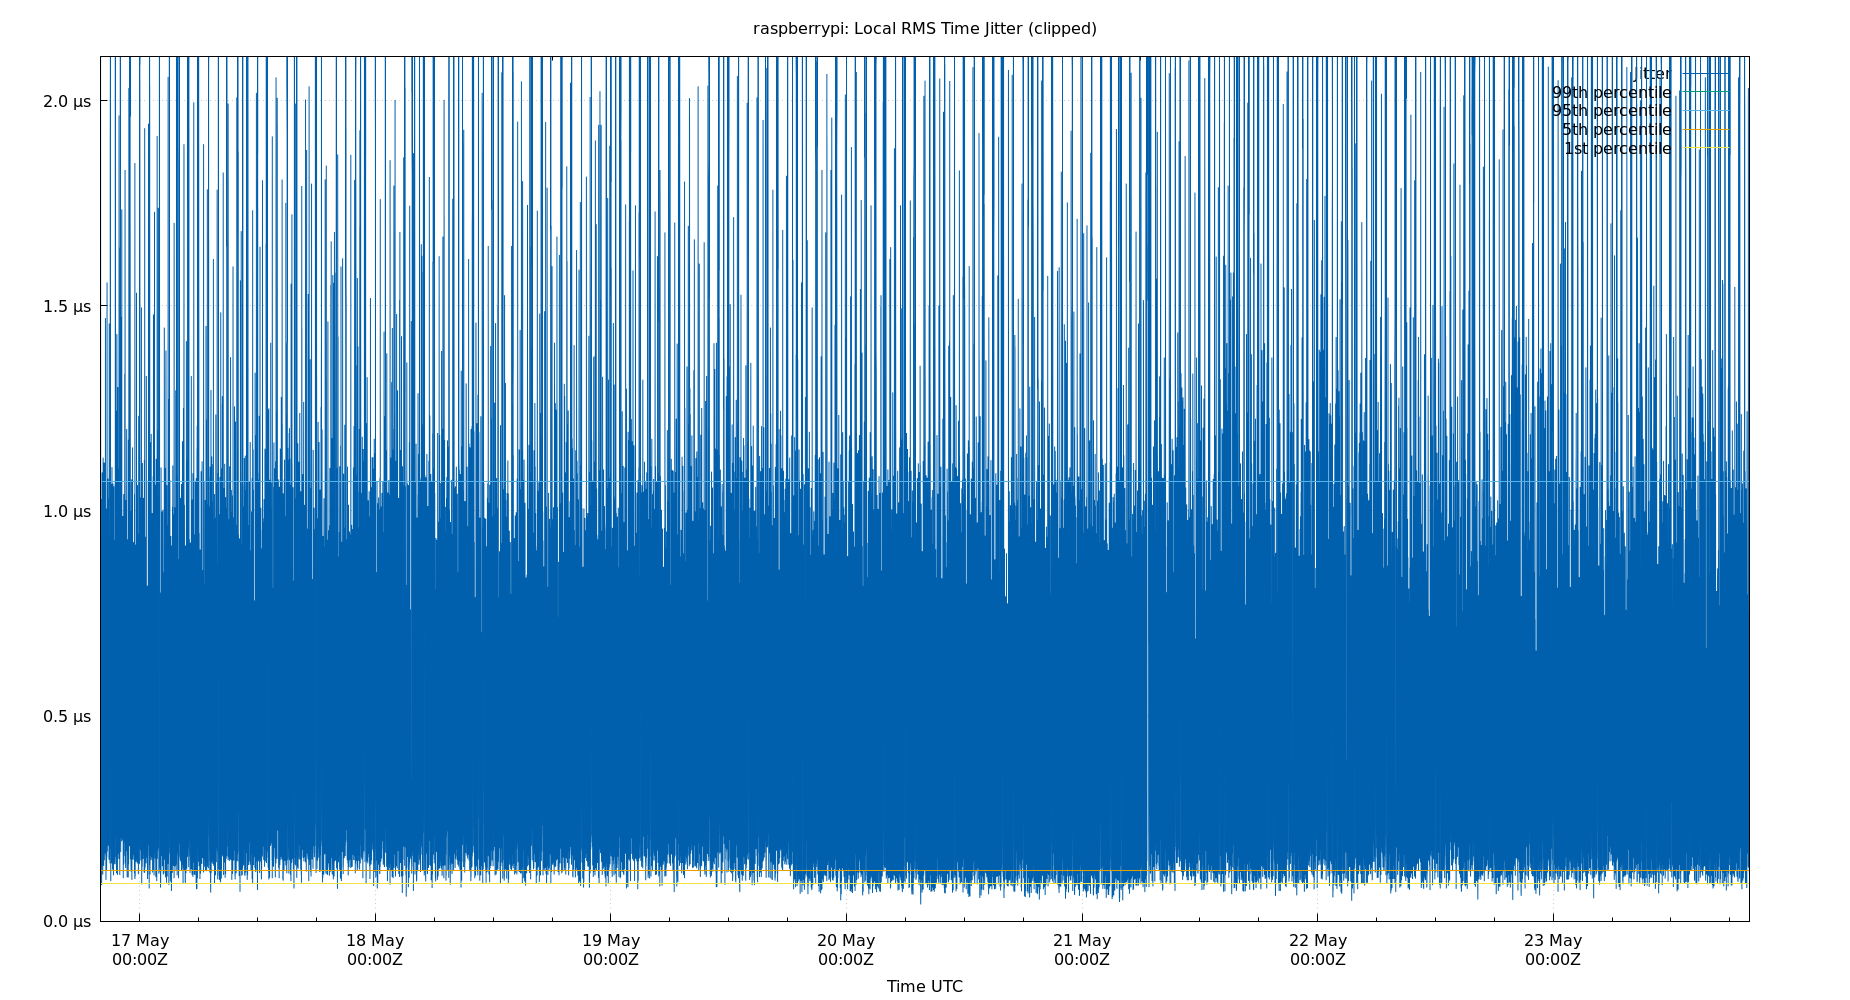 raspberrypi: Local RMS Time Jitter (clipped)
2.0 µs
1.5 µs
1.0 µs
0.5 µs
0.0 µs
jitter
99th percentile
95th percentile
5th percentile
1st percentile
17 May 18 May 19 May 20 May 21 May 22 May 23 May
00:00Z 00:00Z 00:00Z 00:00Z 00:00Z 00:00Z 00:00Z
Time UTC